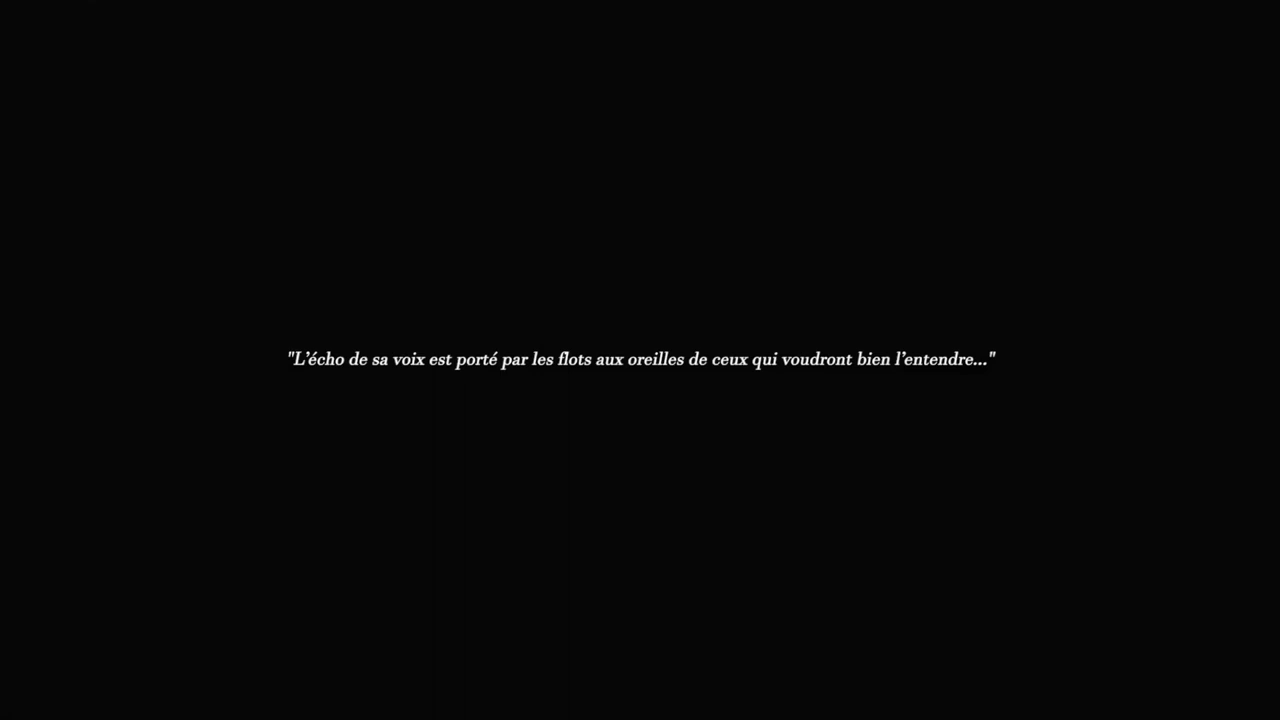 "L’écho de sa voix est porté par les flots aux oreilles de ceux qui voudront bien l’entendre..."